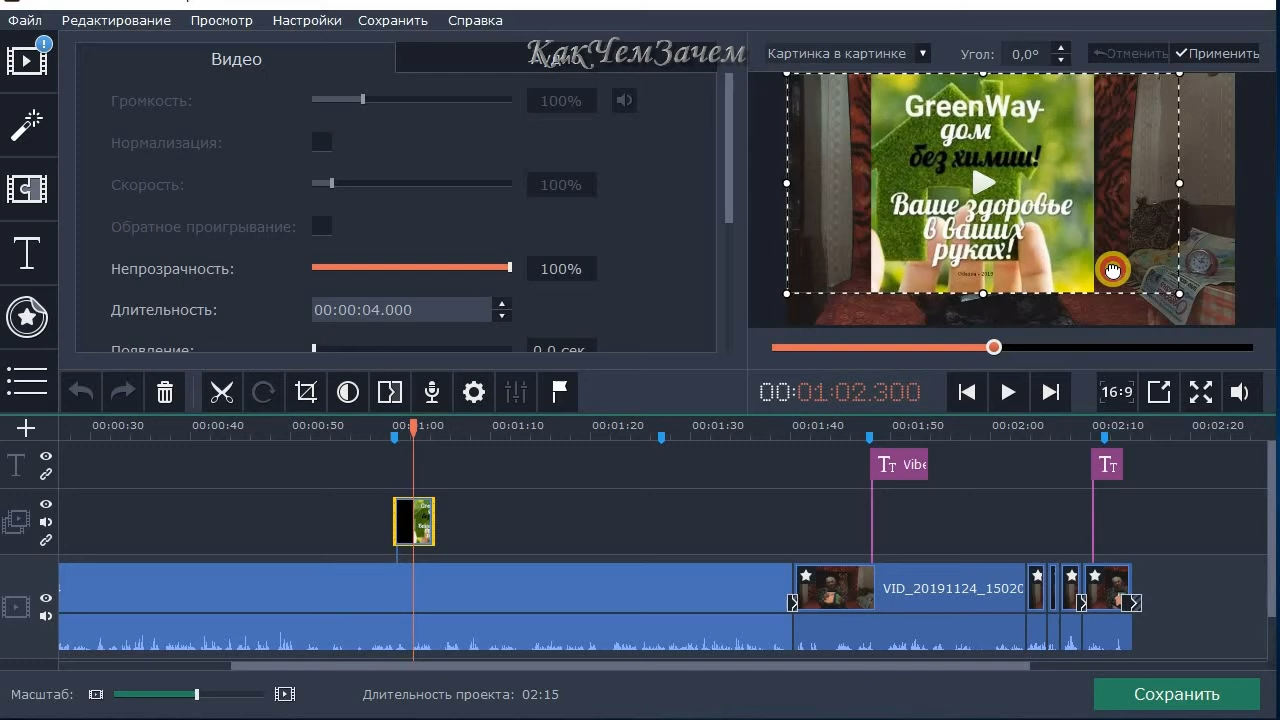 Файл Редактирование Просмотр Настройки Сохранить Справка
КакЧемЗачем
Видео
Громкость: 100%
Нормализация:
Скорость: 100%
Обратное проигрывание:
Непрозрачность: 100%
Длительность: 00:00:04.000
Появление: 0,0 сек
Картинка в картинке Угол: 0,0° Отменить Применить
GreenWay
дом
без химии!
Ваше здоровье
в ваших
руках!
00:01:02.300 16:9
00:00:30 00:00:40 00:00:50 00:01:00 00:01:10 00:01:20 00:01:30 00:01:40 00:01:50 00:02:00 00:02:10 00:02:20
Vibe
VID_20191124_15020
Масштаб: Длительность проекта: 02:15 Сохранить